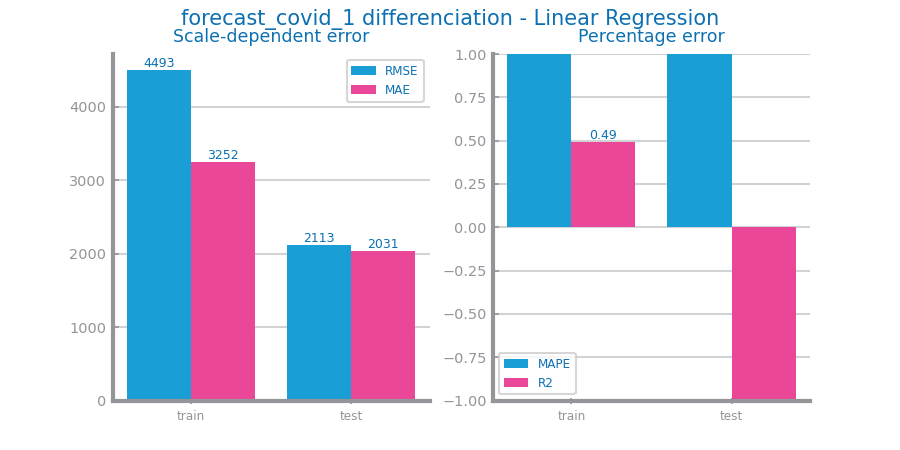 forecast_covid_1 differenciation - Linear Regression
Scale-dependent error
4493
3252
2113
2031
RMSE
MAE
4000
3000
2000
1000
0
train
test
Percentage error
0.49
1.00
0.75
0.50
0.25
0.00
−0.25
−0.50
−0.75
−1.00
MAPE
R2
train
test